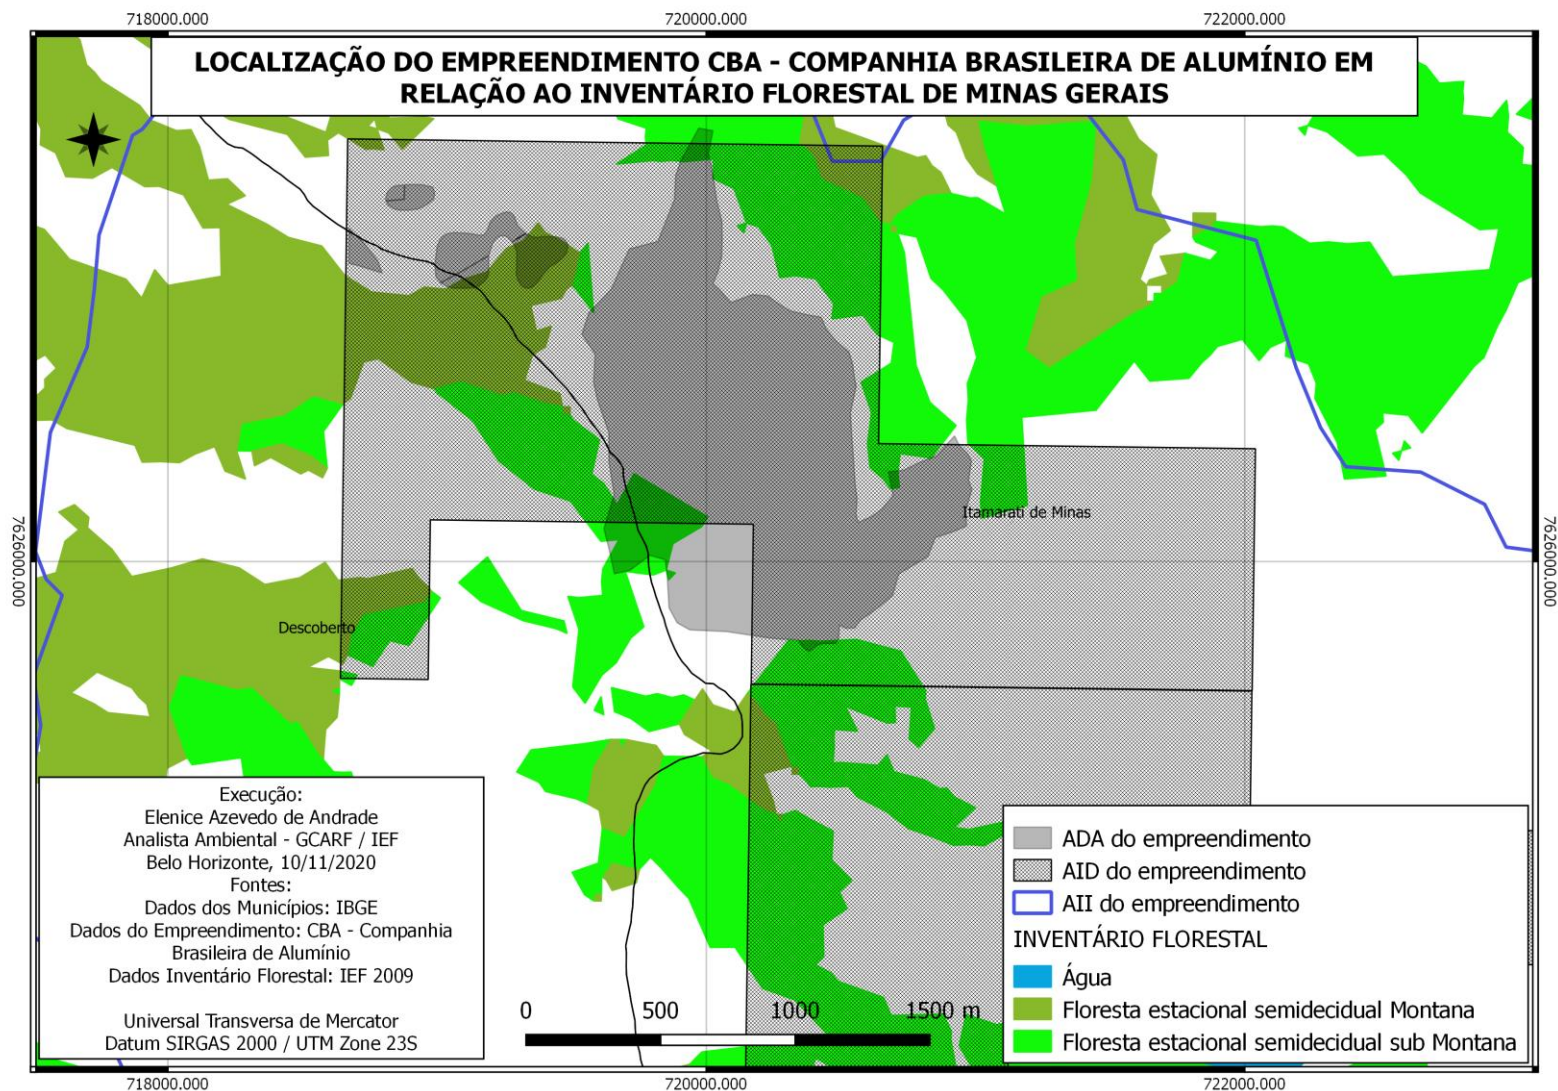 718000.000
720000.000
722000.000
LOCALIZAÇÃO DO EMPREENDIMENTO CBA - COMPANHIA BRASILEIRA DE ALUMÍNIO EM
RELAÇÃO AO INVENTÁRIO FLORESTAL DE MINAS GERAIS
7626000.000
7626000.000
Itamarati de Minas
Descoberto
Execução:
Elenice Azevedo de Andrade
Analista Ambiental - GCARF / IEF
Belo Horizonte, 10/11/2020
Fontes:
Dados dos Municípios: IBGE
Dados do Empreendimento: CBA - Companhia
Brasileira de Alumínio
Dados Inventário Florestal: IEF 2009
Universal Transversa de Mercator
Datum SIRGAS 2000 / UTM Zone 23S
0 500 1000 1500 m
ADA do empreendimento
AID do empreendimento
AII do empreendimento
INVENTÁRIO FLORESTAL
Água
Floresta estacional semidecidual Montana
Floresta estacional semidecidual sub Montana
718000.000
720000.000
722000.000